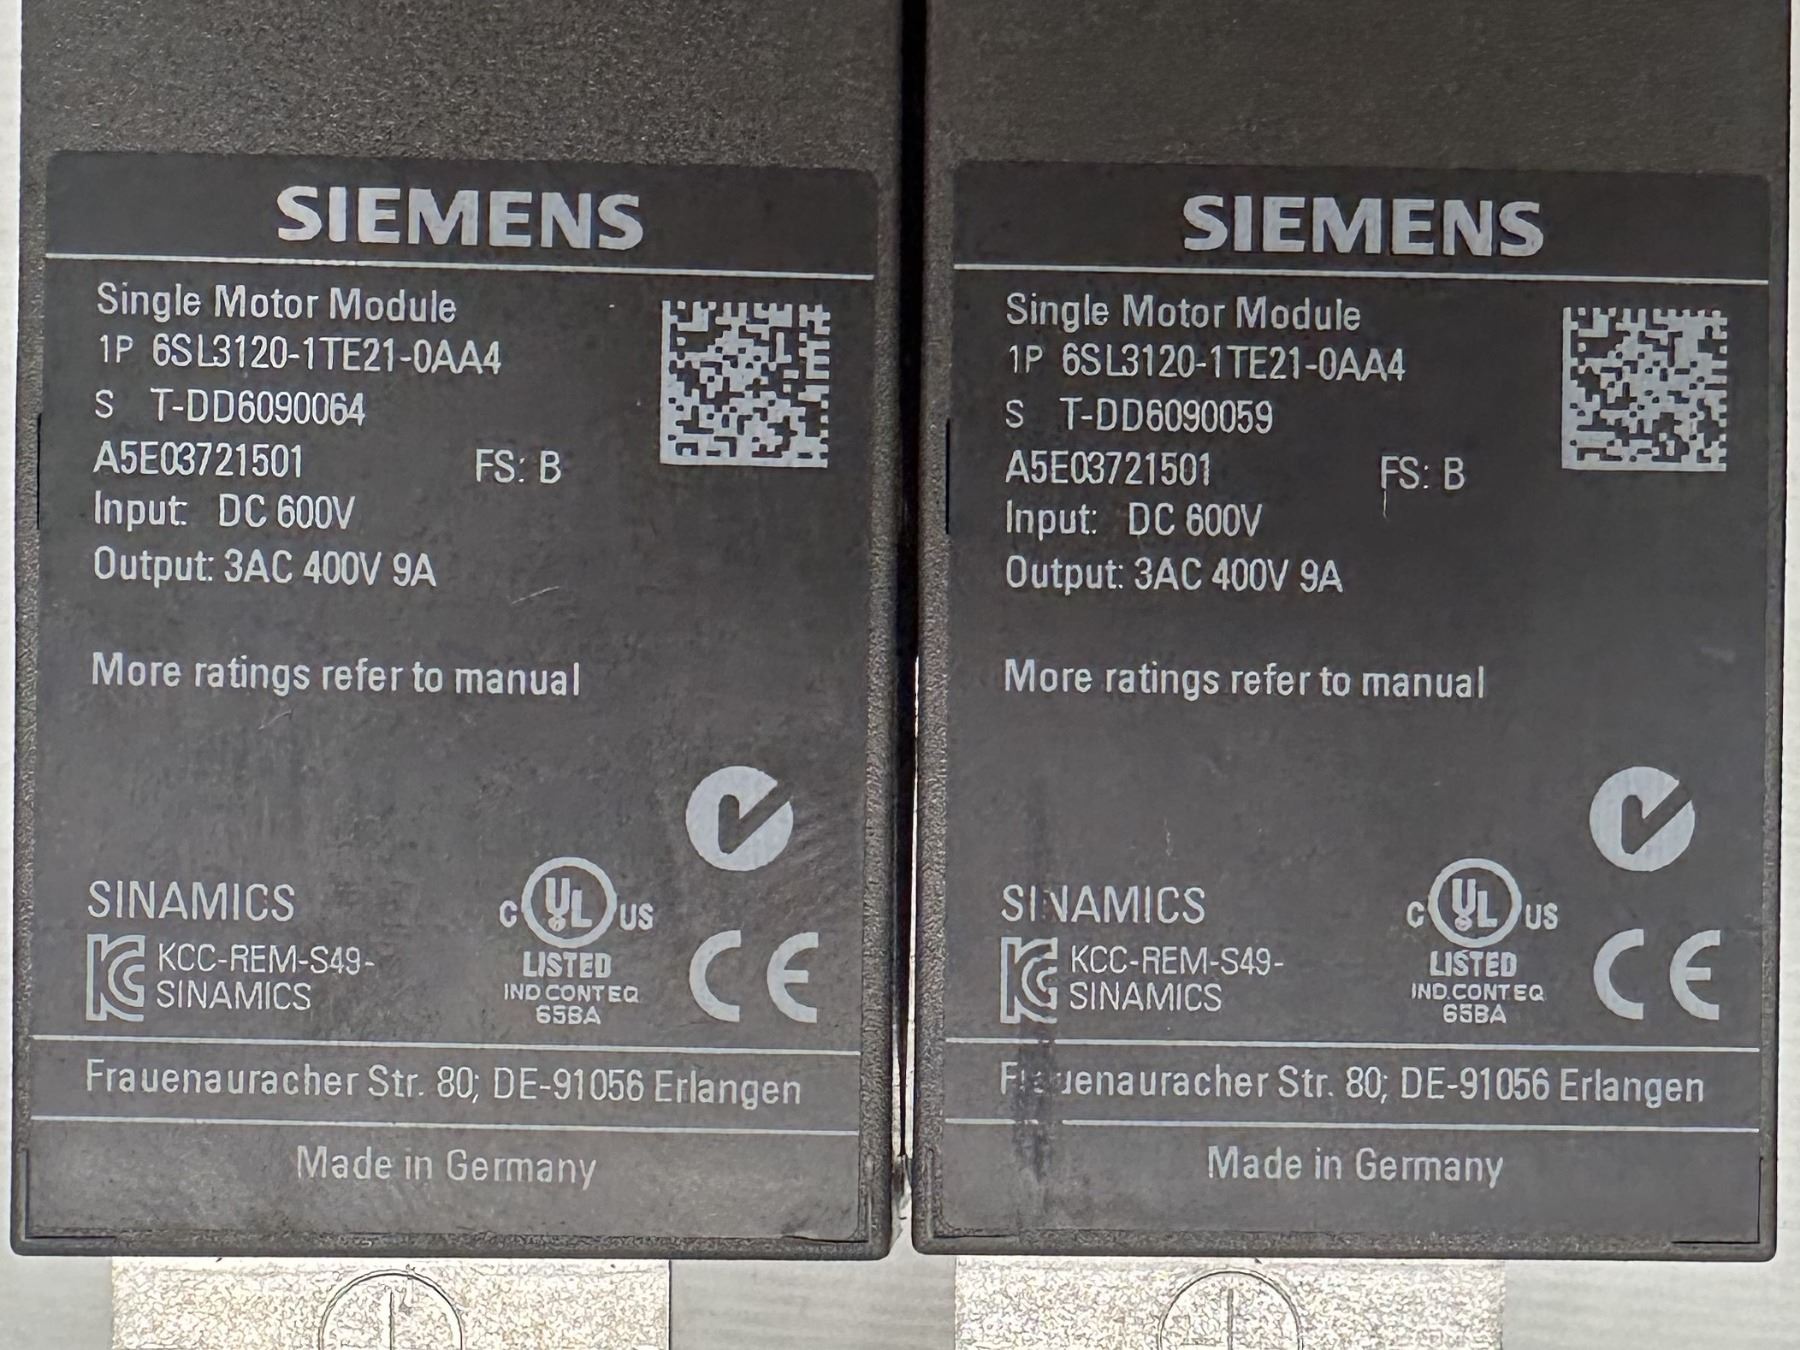 SIEMENS
Single Motor Module
1P 6SL3120-1TE21-0AA4
S T-DD6090064
A5E03721501 FS: B
Input: DC 600V
Output: 3AC 400V 9A
More ratings refer to manual
SINAMICS
KCC-REM-S49-
SINAMICS
C UL US
LISTED
IND.CONT.EQ
65BA
CE
Frauenauracher Str. 80; DE-91056 Erlangen
Made in Germany
SIEMENS
Single Motor Module
1P 6SL3120-1TE21-0AA4
S T-DD6090059
A5E03721501 FS: B
Input: DC 600V
Output: 3AC 400V 9A
More ratings refer to manual
SINAMICS
KCC-REM-S49-
SINAMICS
C UL US
LISTED
IND.CONT.EQ
65BA
CE
Frauenauracher Str. 80; DE-91056 Erlangen
Made in Germany